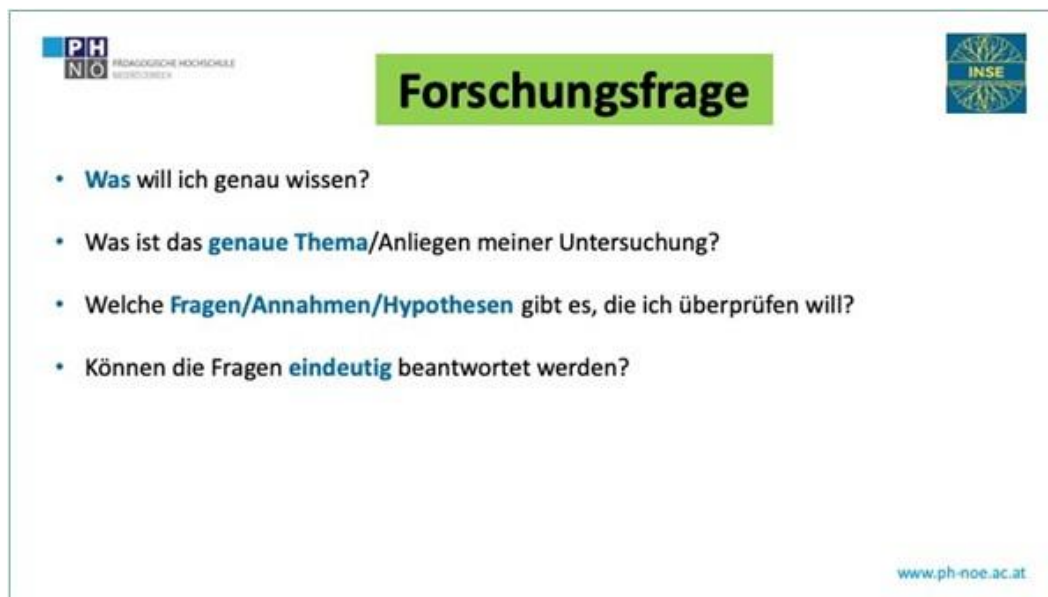 PH
NÖ
PÄDAGOGISCHE HOCHSCHULE
NIEDERÖSTERREICH
Forschungsfrage
INSE
• Was will ich genau wissen?
• Was ist das genaue Thema/Anliegen meiner Untersuchung?
• Welche Fragen/Annahmen/Hypothesen gibt es, die ich überprüfen will?
• Können die Fragen eindeutig beantwortet werden?
www.ph-noe.ac.at